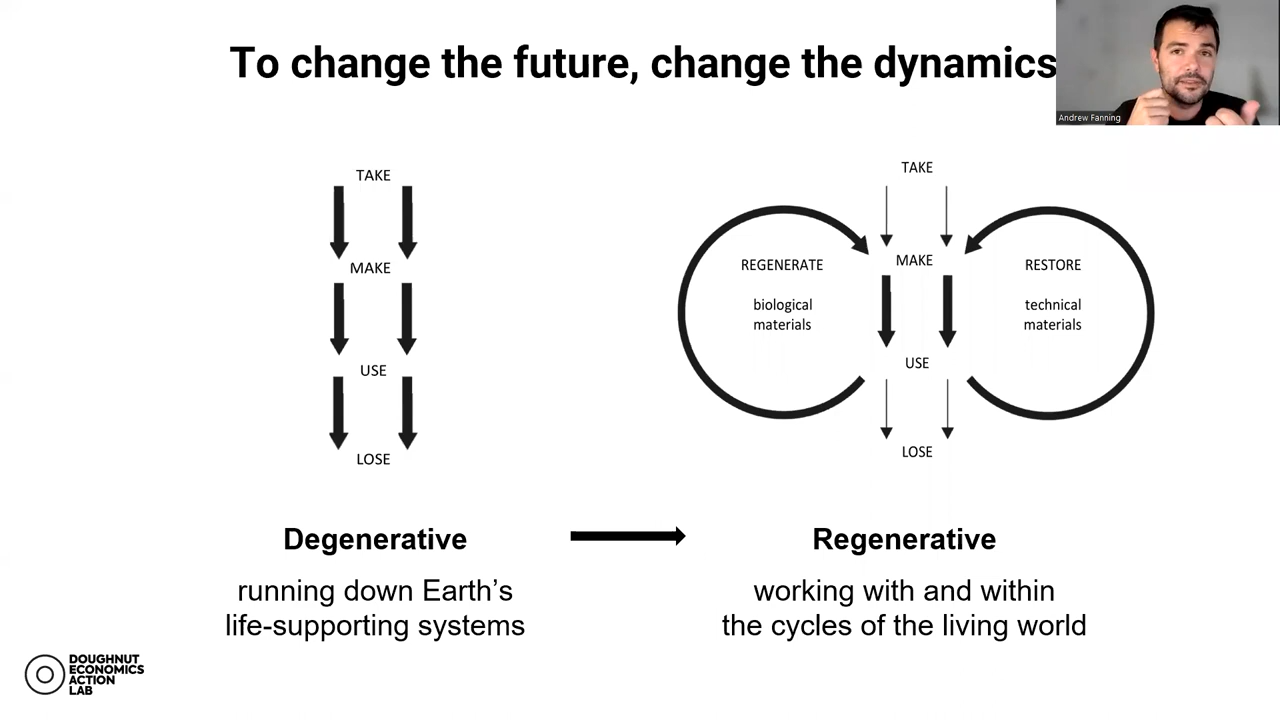 To change the future, change the dynamics
Andrew Fanning
TAKE
MAKE
USE
LOSE
TAKE
REGENERATE
biological
materials
MAKE
RESTORE
technical
materials
USE
LOSE
Degenerative
running down Earth’s
life-supporting systems
Regenerative
working with and within
the cycles of the living world
DOUGHNUT
ECONOMICS
ACTION
LAB